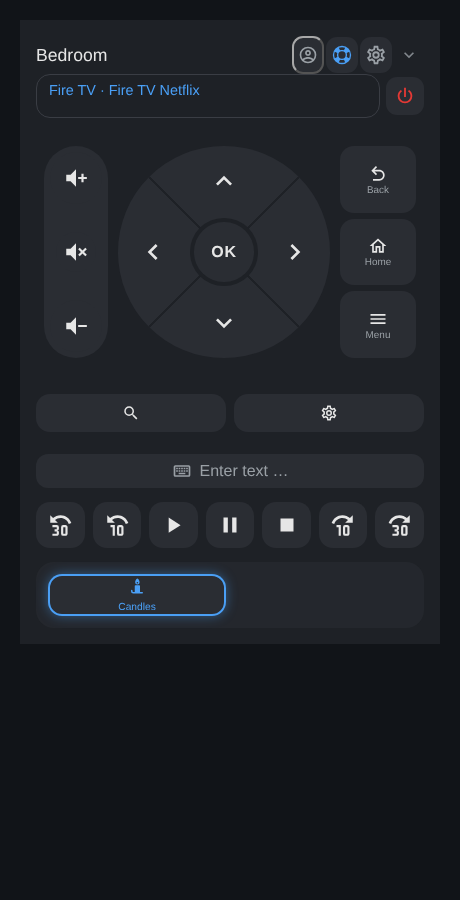 Bedroom
Fire TV · Fire TV Netflix
Back
OK
Home
Menu
Enter text ...
30
10
10
30
Candles